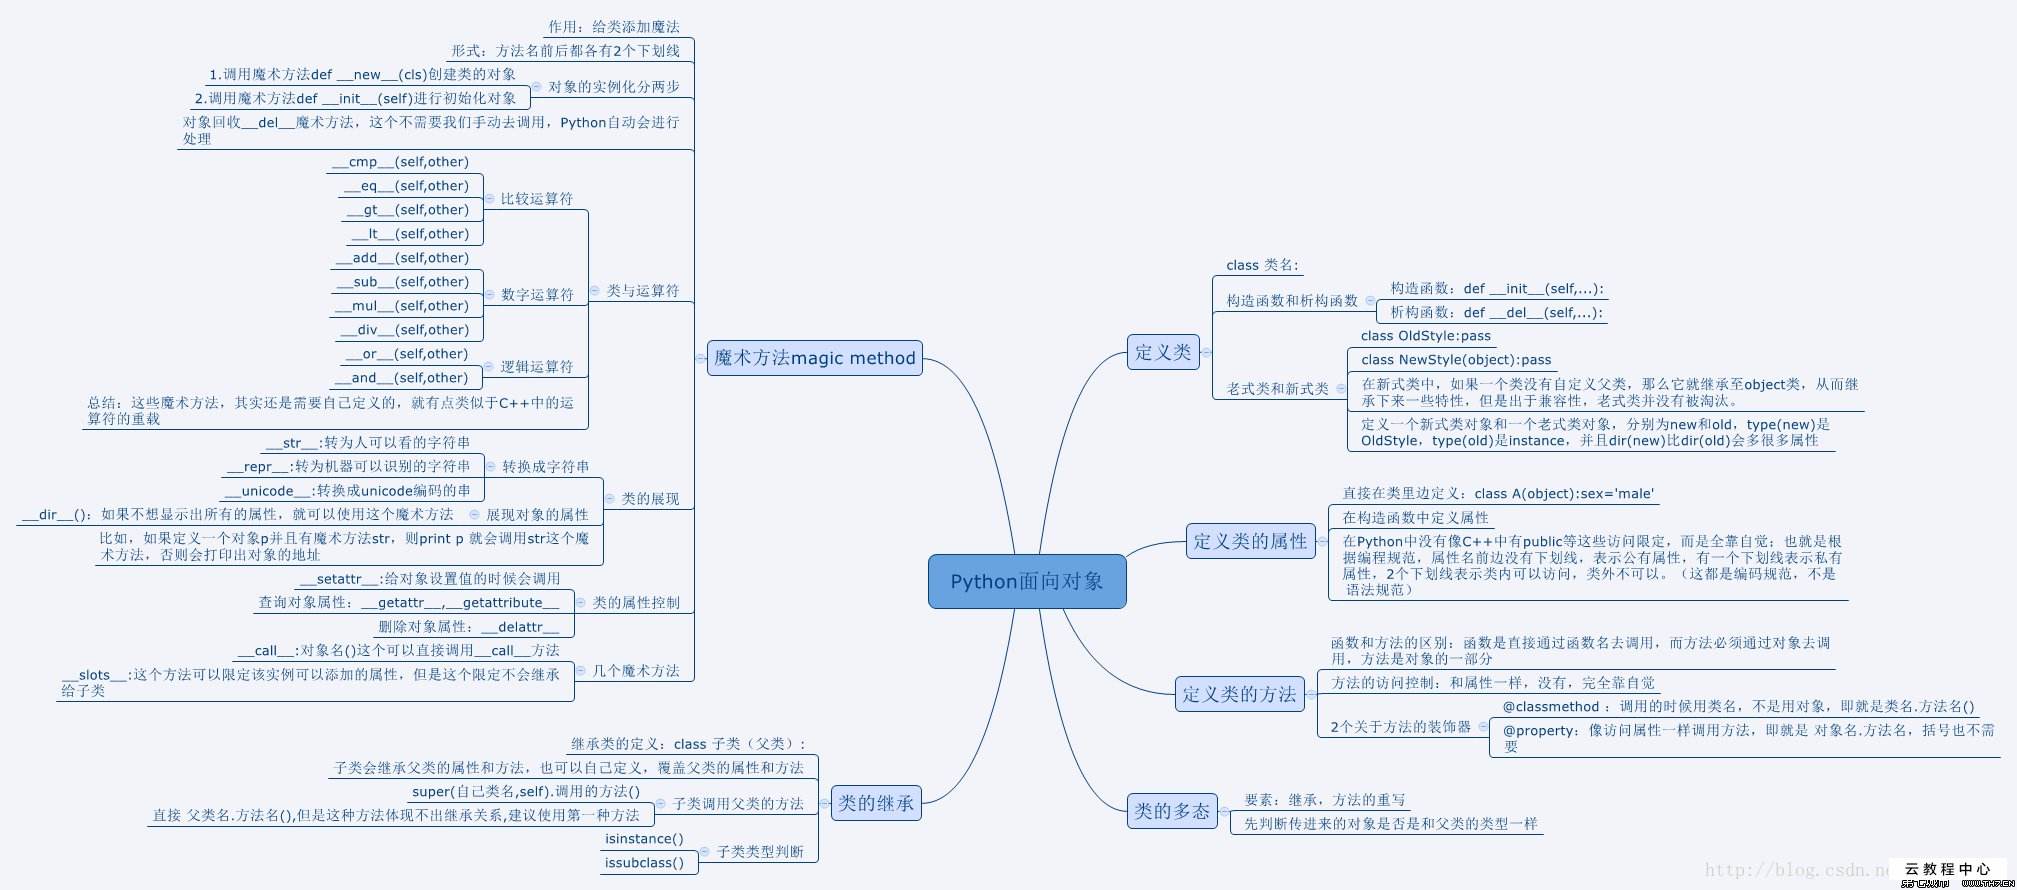 Python面向对象
定义类
class 类名:
构造函数和析构函数
构造函数：def __init__(self,...):
析构函数：def __del__(self,...):
老式类和新式类
class OldStyle:pass
class NewStyle(object):pass
在新式类中，如果一个类没有自定义父类，那么它就继承至object类，从而继
承下来一些特性，但是出于兼容性，老式类并没有被淘汰。
定义一个新式类对象和一个老式类对象，分别为new和old，type(new)是
OldStyle，type(old)是instance，并且dir(new)比dir(old)会多很多属性
定义类的属性
直接在类里边定义：class A(object):sex='male'
在构造函数中定义属性
在Python中没有像C++中有public等这些访问限定，而是全靠自觉；也就是根
据编程规范，属性名前边没有下划线，表示公有属性，有一个下划线表示私有
属性，2个下划线表示类内可以访问，类外不可以。（这都是编码规范，不是
语法规范）
定义类的方法
函数和方法的区别：函数是直接通过函数名去调用，而方法必须通过对象去调
用，方法是对象的一部分
方法的访问控制：和属性一样，没有，完全靠自觉
2个关于方法的装饰器
@classmethod ：调用的时候用类名，不是用对象，即就是类名.方法名()
@property：像访问属性一样调用方法，即就是 对象名.方法名，括号也不需
要
类的多态
要素：继承，方法的重写
先判断传进来的对象是否是和父类的类型一样
魔术方法magic method
作用：给类添加魔法
形式：方法名前后都各有2个下划线
对象的实例化分两步
1.调用魔术方法def __new__(cls)创建类的对象
2.调用魔术方法def __init__(self)进行初始化对象
对象回收__del__魔术方法，这个不需要我们手动去调用，Python自动会进行
处理
类与运算符
比较运算符
__cmp__(self,other)
__eq__(self,other)
__gt__(self,other)
__lt__(self,other)
数字运算符
__add__(self,other)
__sub__(self,other)
__mul__(self,other)
__div__(self,other)
逻辑运算符
__or__(self,other)
__and__(self,other)
总结：这些魔术方法，其实还是需要自己定义的，就有点类似于C++中的运
算符的重载
类的展现
转换成字符串
__str__:转为人可以看的字符串
__repr__:转为机器可以识别的字符串
__unicode__:转换成unicode编码的串
展现对象的属性
__dir__()：如果不想显示出所有的属性，就可以使用这个魔术方法
比如，如果定义一个对象p并且有魔术方法str，则print p 就会调用str这个魔
术方法，否则会打印出对象的地址
类的属性控制
__setattr__:给对象设置值的时候会调用
查询对象属性：__getattr__,__getattribute__
删除对象属性：__delattr__
几个魔术方法
__call__:对象名()这个可以直接调用__call__方法
__slots__:这个方法可以限定该实例可以添加的属性，但是这个限定不会继承
给子类
类的继承
继承类的定义：class 子类（父类）:
子类会继承父类的属性和方法，也可以自己定义，覆盖父类的属性和方法
子类调用父类的方法
super(自己类名,self).调用的方法()
直接 父类名.方法名(),但是这种方法体现不出继承关系,建议使用第一种方法
子类类型判断
isinstance()
issubclass()
http://blog.csdn.ne
云教程中心
WWW.TH7.CN